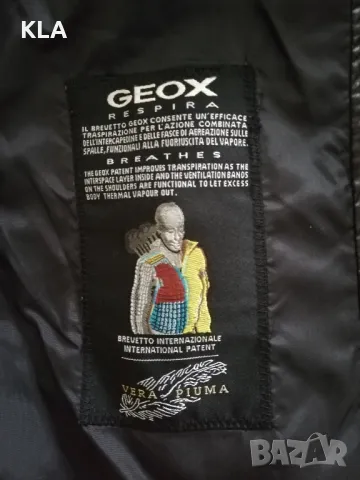 KLA
GEOX
RESPIRA
IL BREVETTO GEOX CONSENTE UN'EFFICACE
TRASPIRAZIONE PER L'AZIONE COMBINATA
DELL'INTERCAPEDINE E DELLE FASCE DI AEREAZIONE SULLE
SPALLE, FUNZIONALI ALLA FUORIUSCITA DEL VAPORE.
BREATHES
THE GEOX PATENT IMPROVES TRANSPIRATION AS THE
INTERSPACE LAYER INSIDE AND THE VENTILATION BANDS
ON THE SHOULDERS ARE FUNCTIONAL TO LET EXCESS
BODY THERMAL VAPOUR OUT.
BREVETTO INTERNAZIONALE
INTERNATIONAL PATENT
VERA PIUMA
BAZAR